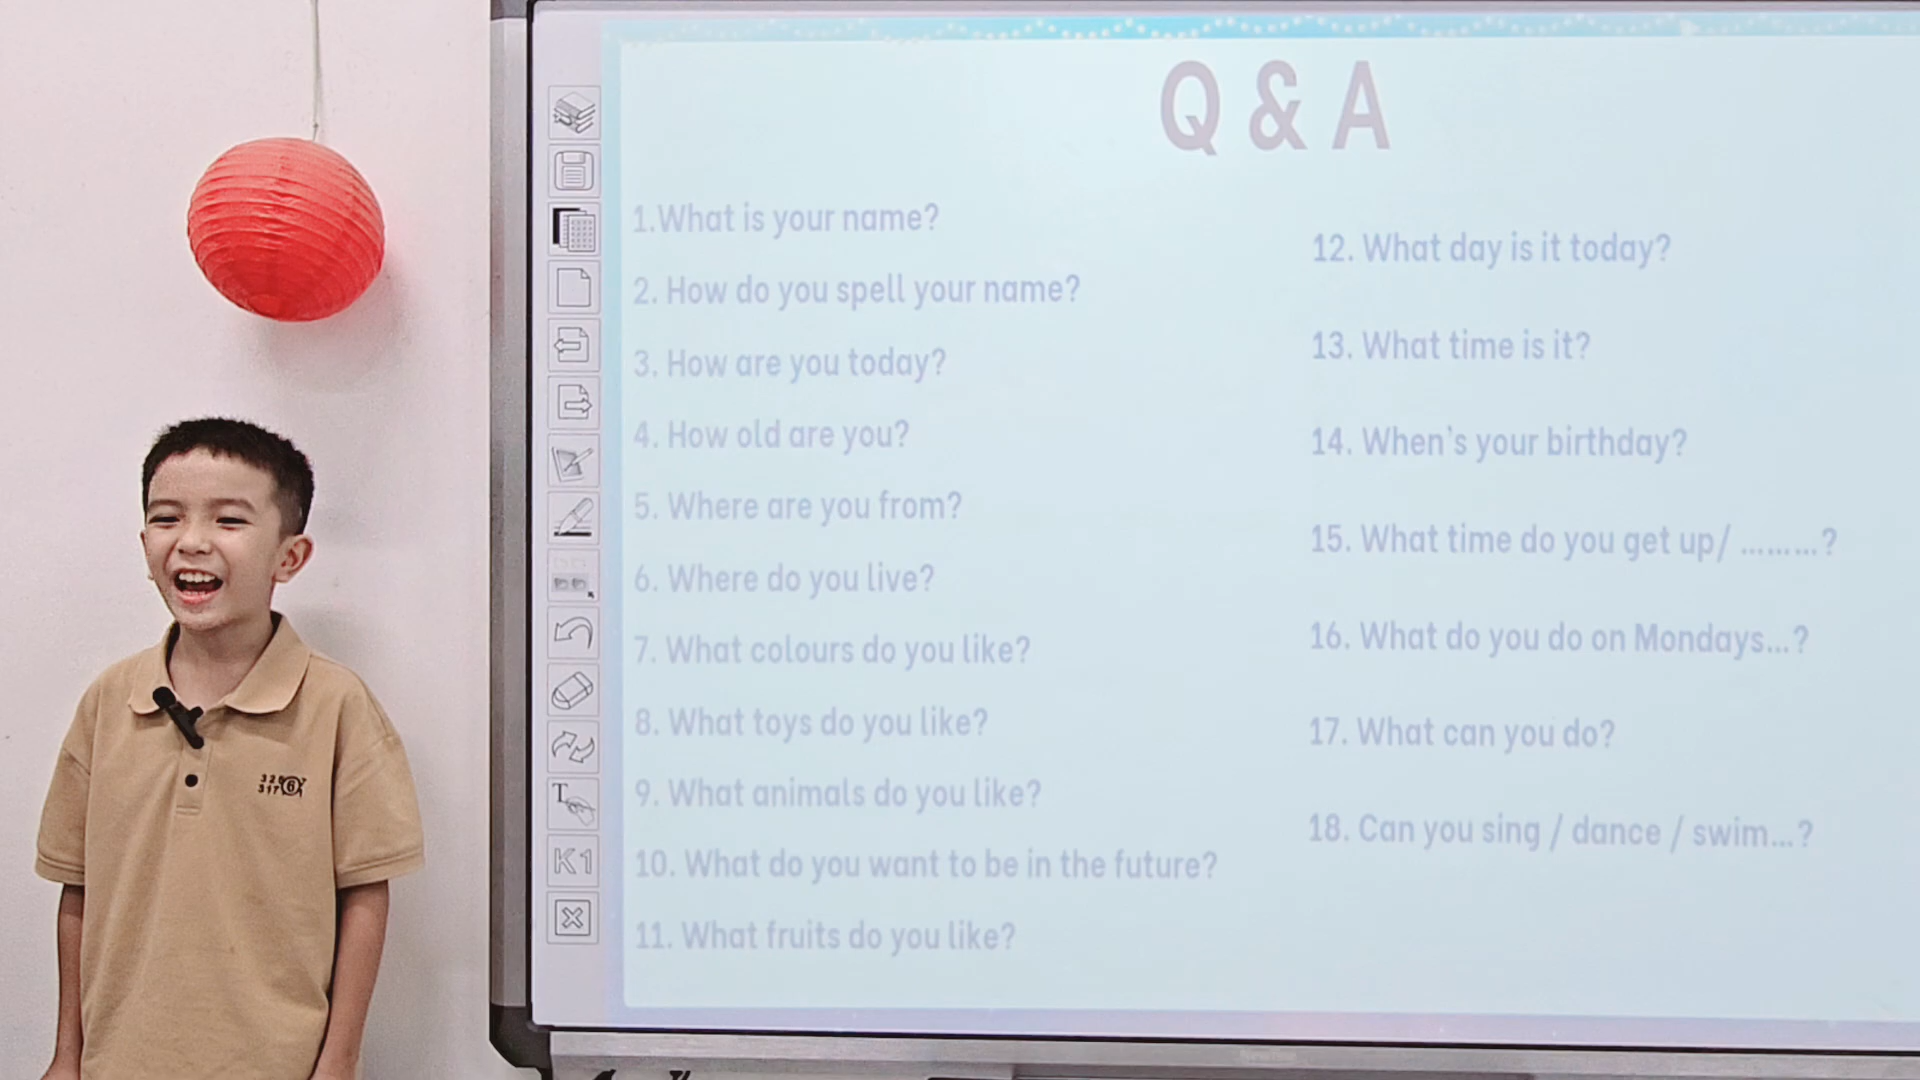 Q & A
1.What is your name?
2. How do you spell your name?
3. How are you today?
4. How old are you?
5. Where are you from?
6. Where do you live?
7. What colours do you like?
8. What toys do you like?
9. What animals do you like?
10. What do you want to be in the future?
11. What fruits do you like?
12. What day is it today?
13. What time is it?
14. When's your birthday?
15. What time do you get up/ .........?
16. What do you do on Mondays...?
17. What can you do?
18. Can you sing / dance / swim...?
T
K1
6